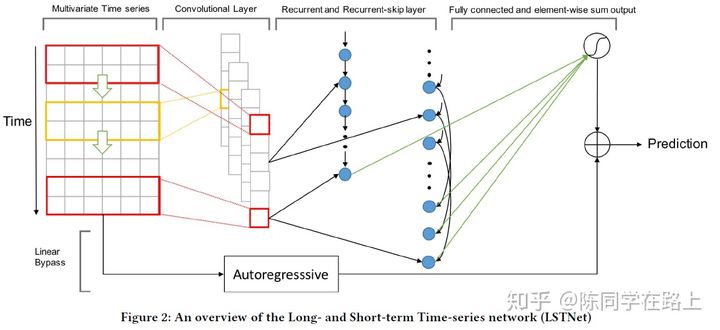 Multivariate Time series
Convolutional Layer
Recurrent and Recurrent-skip layer
Fully connected and element-wise sum output
Time
Prediction
Linear
Bypass
Autoregresssive
知乎 @陈同学在路上
Figure 2: An overview of the Long- and Short-term Time-series network (LSTNet)